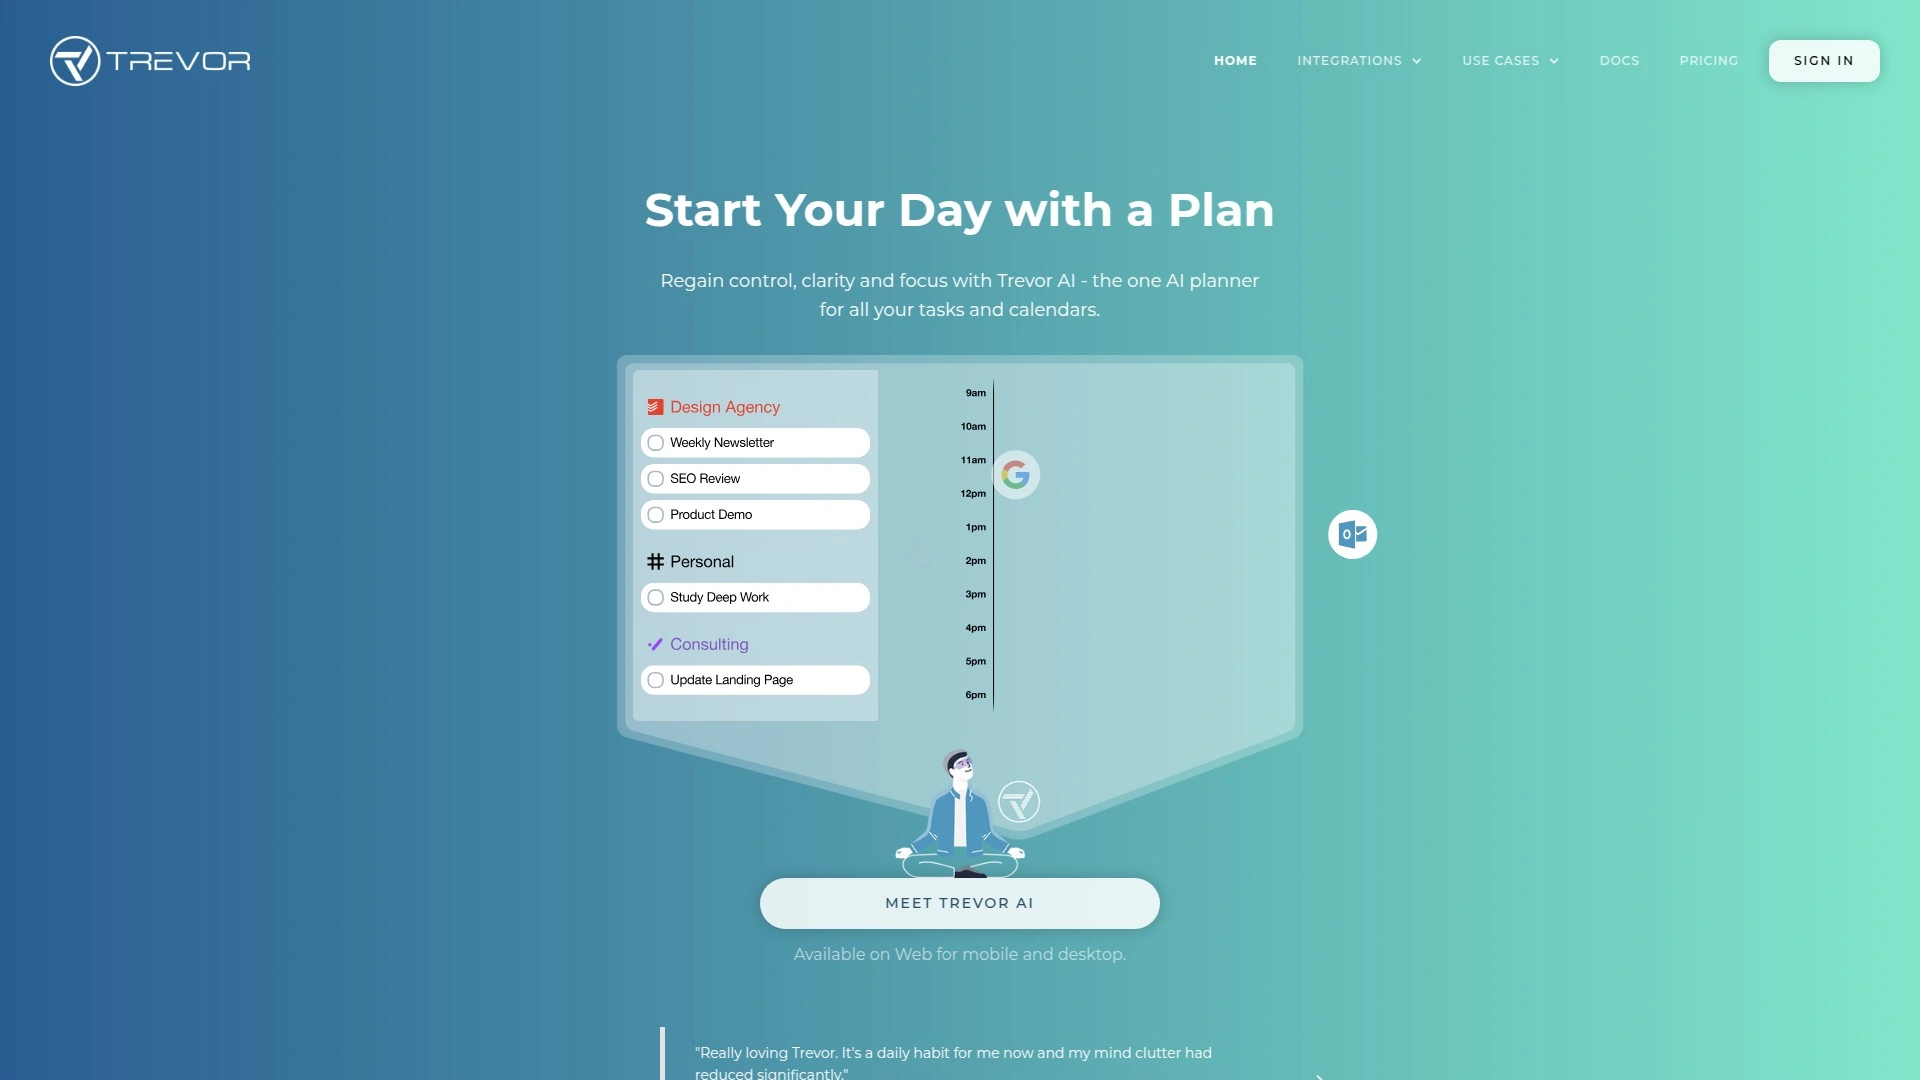 TREVOR
HOME
INTEGRATIONS
USE CASES
DOCS
PRICING
SIGN IN
Start Your Day with a Plan
Regain control, clarity and focus with Trevor AI - the one AI planner
for all your tasks and calendars.
Design Agency
Weekly Newsletter
SEO Review
Product Demo
Personal
Study Deep Work
Consulting
Update Landing Page
9am
10am
11am
12pm
1pm
2pm
3pm
4pm
5pm
6pm
MEET TREVOR AI
Available on Web for mobile and desktop.
"Really loving Trevor. It's a daily habit for me now and my mind clutter had
reduced significantly."